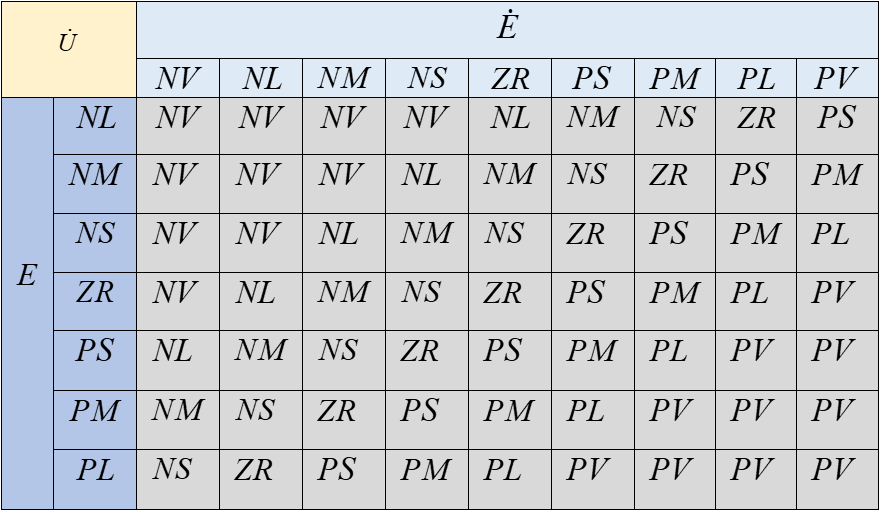 U̇ Ė
NV NL NM NS ZR PS PM PL PV
E
NL NV NV NV NV NL NM NS ZR PS
NM NV NV NV NL NM NS ZR PS PM
NS NV NV NL NM NS ZR PS PM PL
ZR NV NL NM NS ZR PS PM PL PV
PS NL NM NS ZR PS PM PL PV PV
PM NM NS ZR PS PM PL PV PV PV
PL NS ZR PS PM PL PV PV PV PV